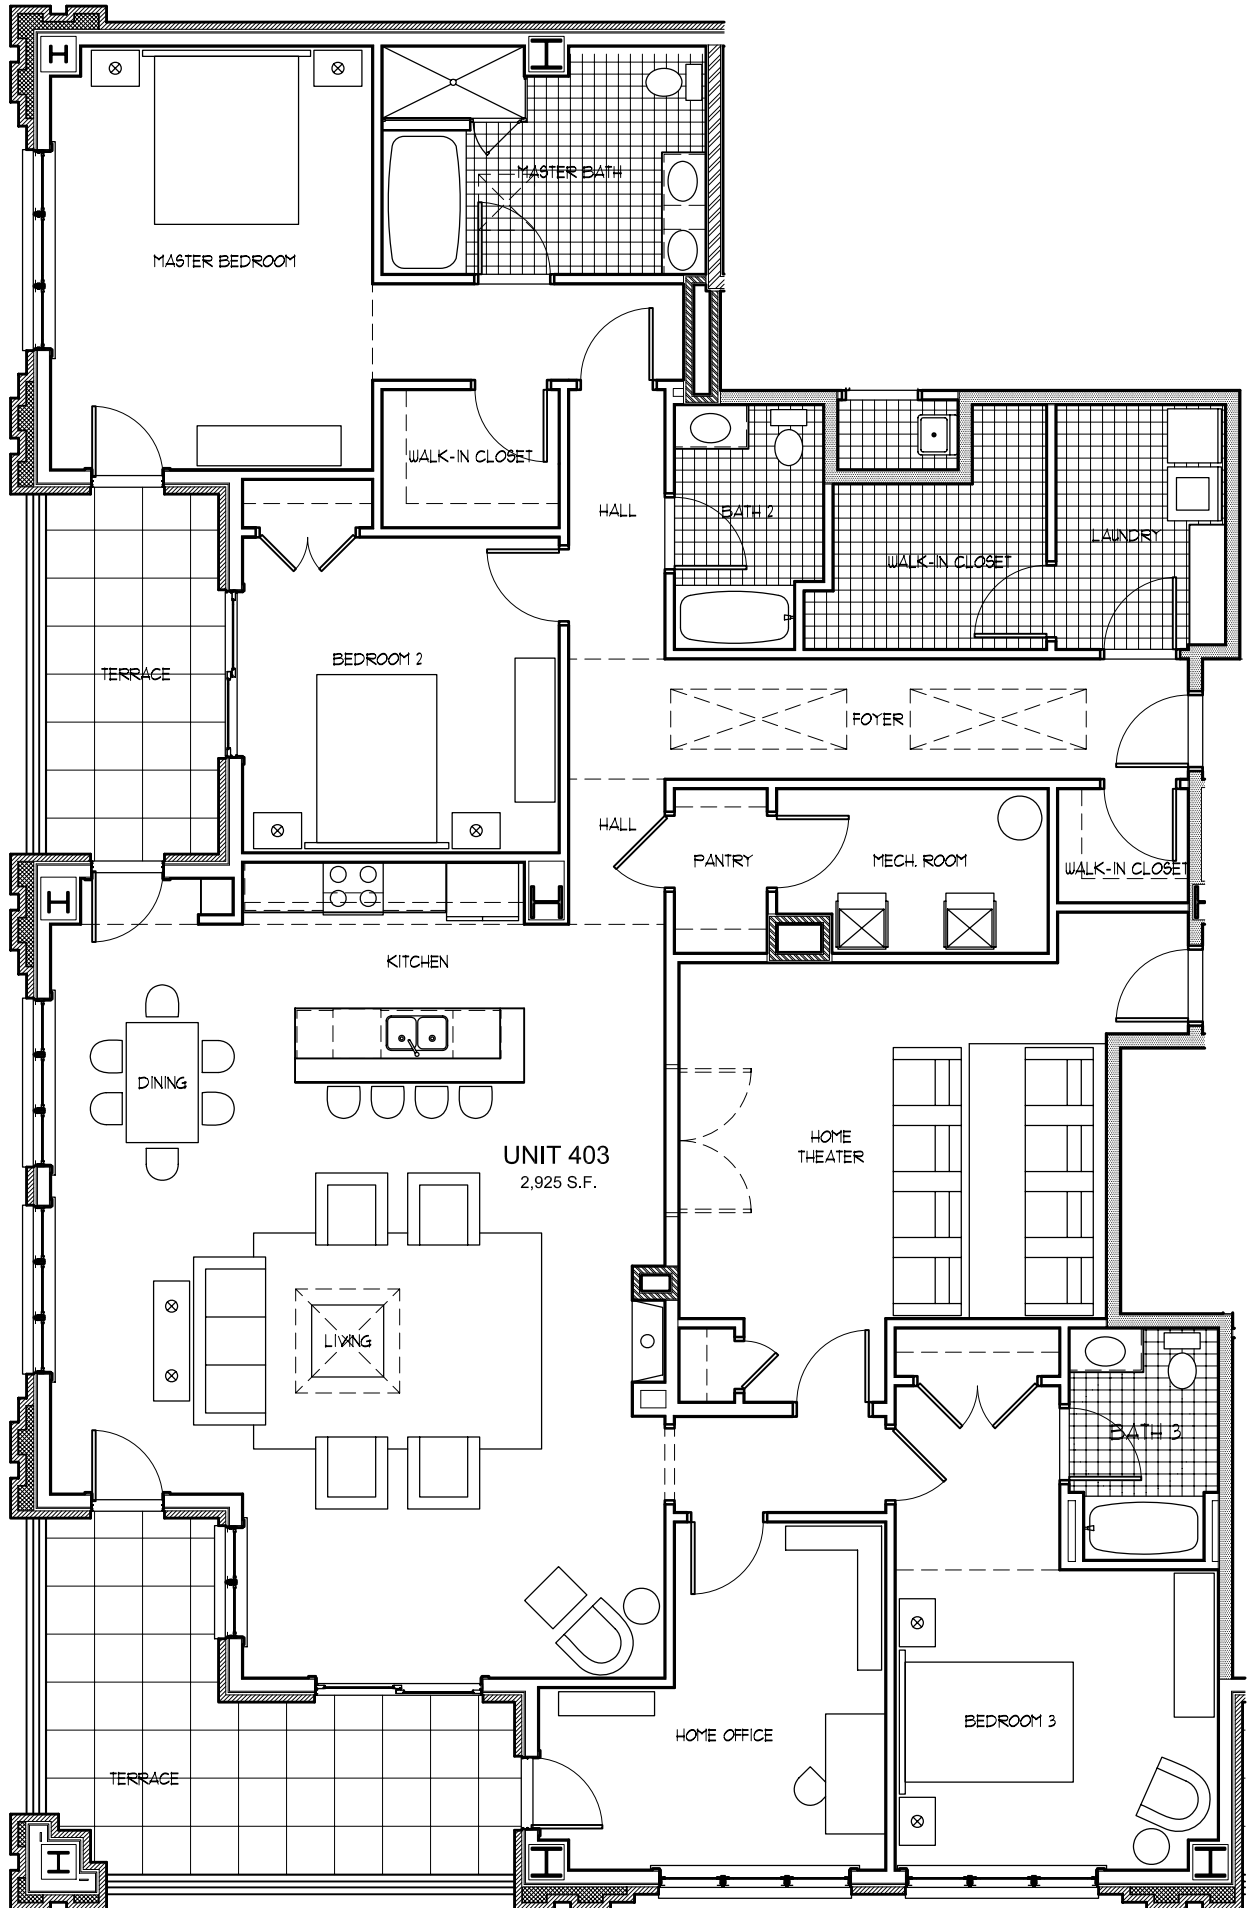 MASTER BATH
MASTER BEDROOM
WALK-IN CLOSET
HALL
BATH 2
LAUNDRY
WALK-IN CLOSET
BEDROOM 2
TERRACE
FOYER
HALL
PANTRY
MECH. ROOM
WALK-IN CLOSET
KITCHEN
DINING
HOME
THEATER
UNIT 403
2,925 S.F.
LIVING
BATH 3
BEDROOM 3
HOME OFFICE
TERRACE